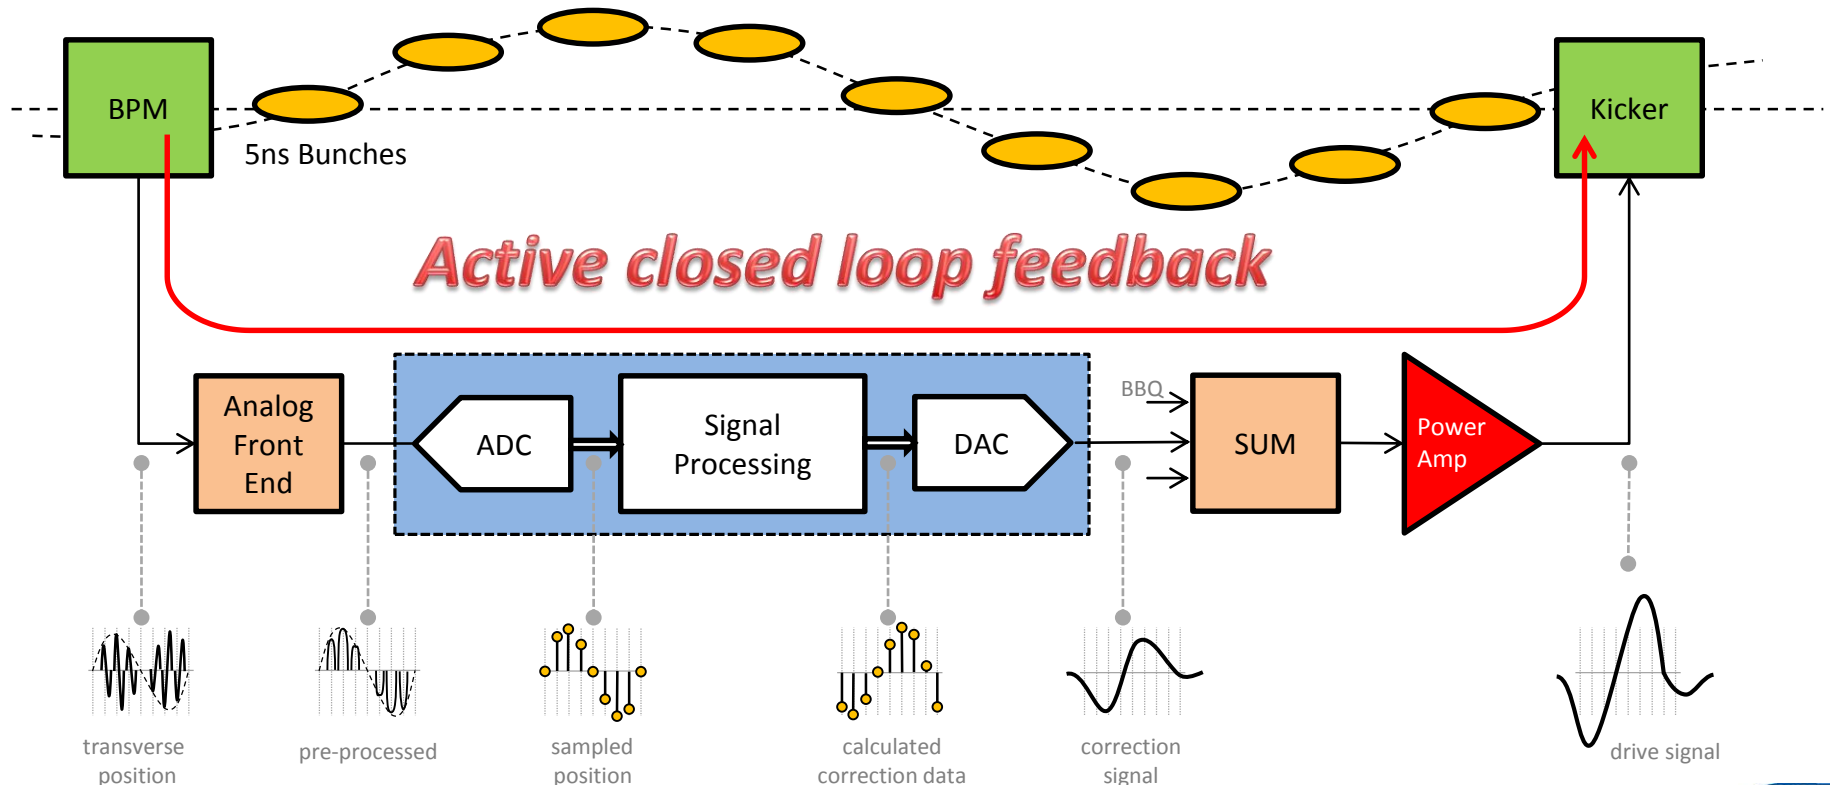 BPM
Kicker
5ns Bunches
Active closed loop feedback
Analog
Front
End
ADC
Signal
Processing
DAC
BBQ
SUM
Power
Amp
transverse
position
pre-processed
sampled
position
calculated
correction data
correction
signal
drive signal